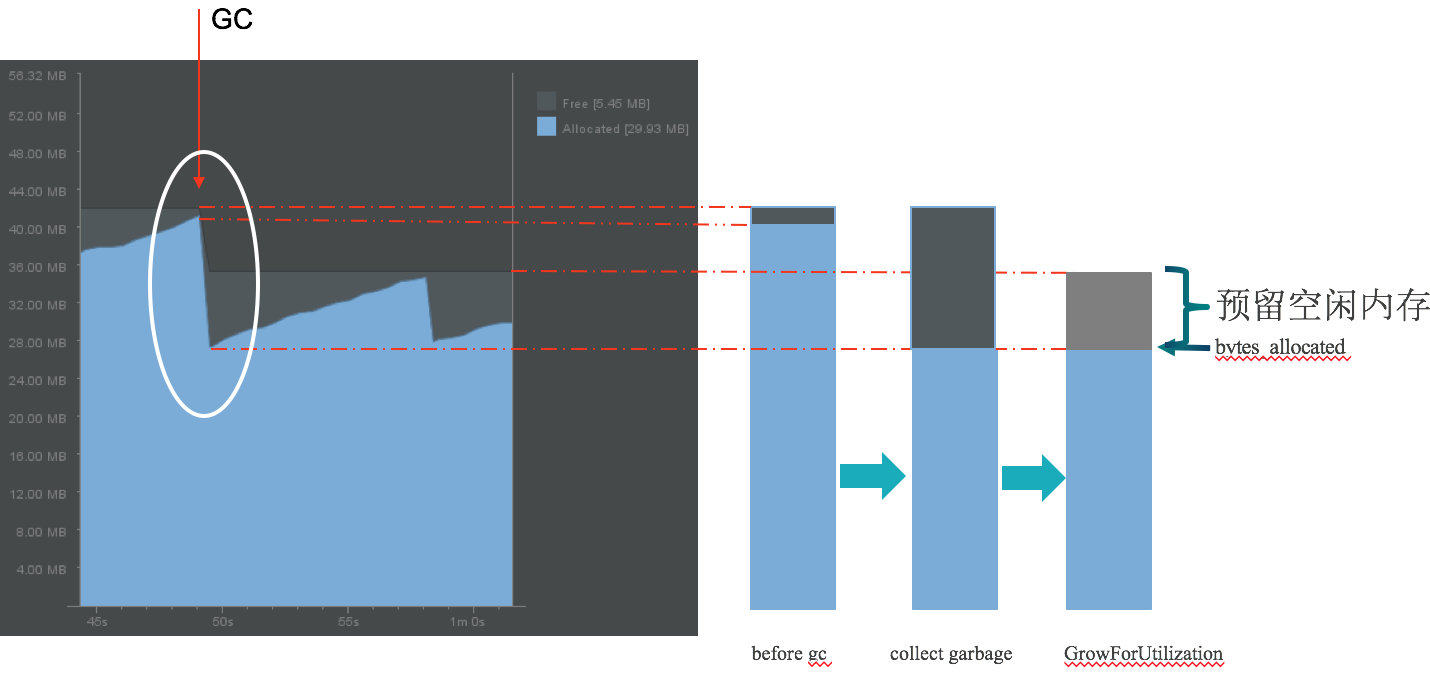 GC
56.32 MB
52.00 MB
48.00 MB
44.00 MB
40.00 MB
36.00 MB
32.00 MB
28.00 MB
24.00 MB
20.00 MB
16.00 MB
12.00 MB
8.00 MB
4.00 MB
45s
50s
55s
1m 0s
Free [5.45 MB]
Allocated [29.93 MB]
预留空闲内存
bytes_allocated
before gc
collect garbage
GrowForUtilization